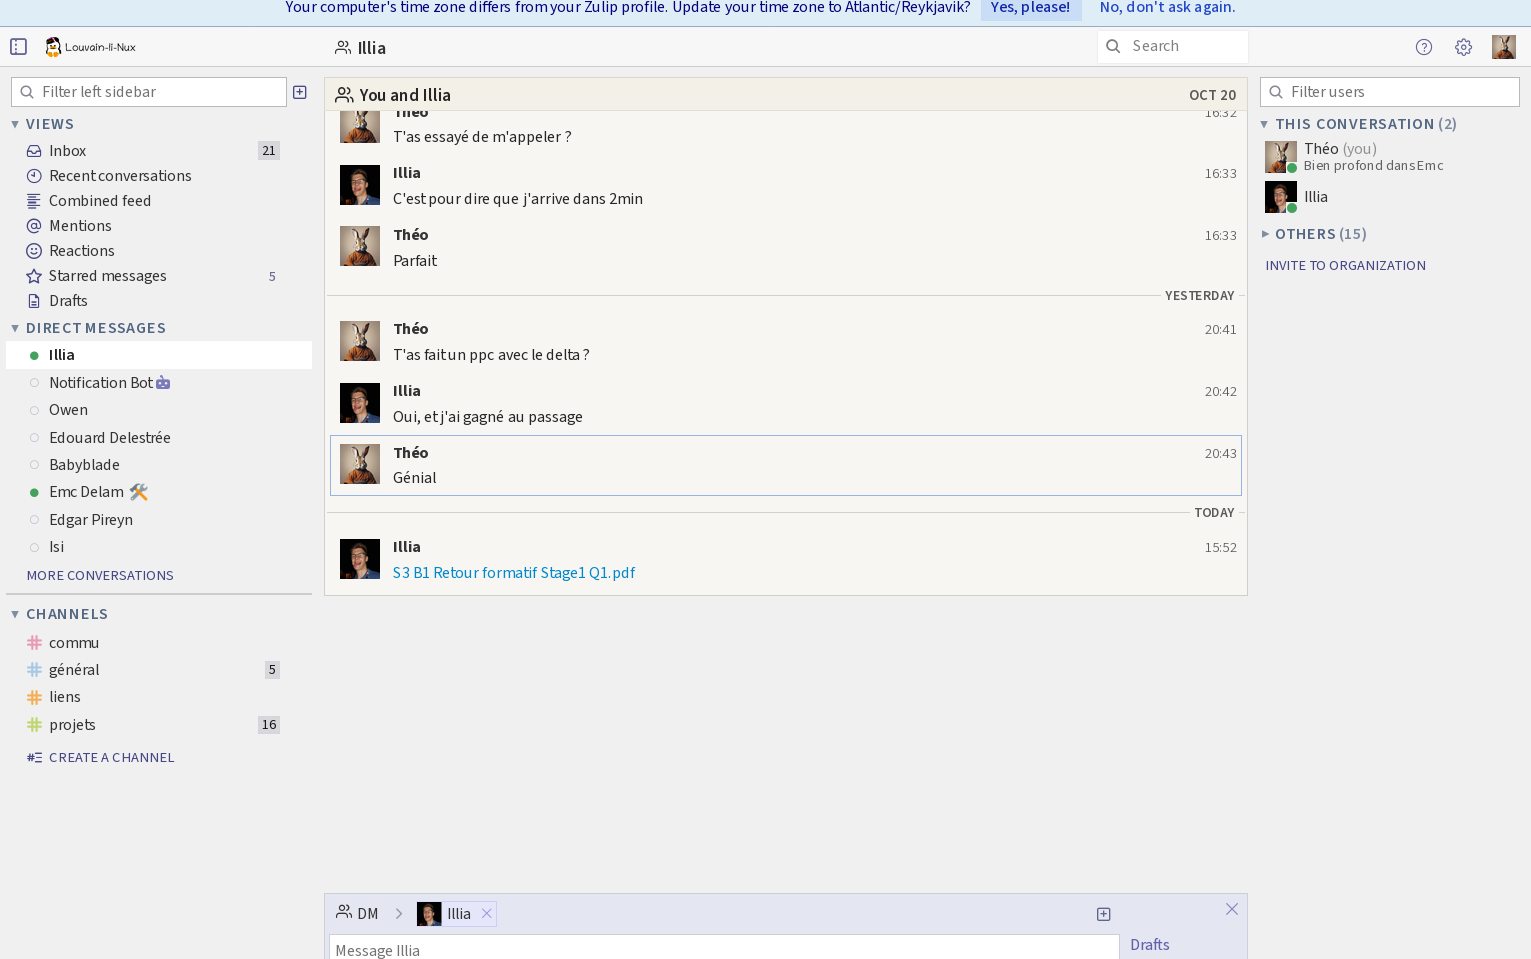 Your computer's time zone differs from your Zulip profile. Update your time zone to Atlantic/Reykjavik? Yes, please! No, don't ask again.
Louvain-li-Nux
Illia
Search
Filter left sidebar
VIEWS
Inbox 21
Recent conversations
Combined feed
Mentions
Reactions
Starred messages 5
Drafts
DIRECT MESSAGES
Illia
Notification Bot
Owen
Edouard Delestrée
Babyblade
Emc Delam
Edgar Pireyn
Isi
MORE CONVERSATIONS
CHANNELS
commu
général 5
liens
projets 16
CREATE A CHANNEL
You and Illia OCT 20
Théo 16:32
T'as essayé de m'appeler ?
Illia 16:33
C'est pour dire que j'arrive dans 2min
Théo 16:33
Parfait
YESTERDAY
Théo 20:41
T'as fait un ppc avec le delta ?
Illia 20:42
Oui, et j'ai gagné au passage
Théo 20:43
Génial
TODAY
Illia 15:52
S3 B1 Retour formatif Stage1 Q1.pdf
DM Illia
Message Illia
Drafts
Filter users
THIS CONVERSATION (2)
Théo (you)
Bien profond dans Emc
Illia
OTHERS (15)
INVITE TO ORGANIZATION